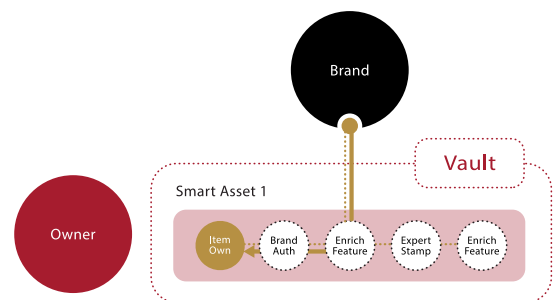 Brand
Vault
Smart Asset 1
Owner
Item
Own
Brand
Auth
Enrich
Feature
Expert
Stamp
Enrich
Feature